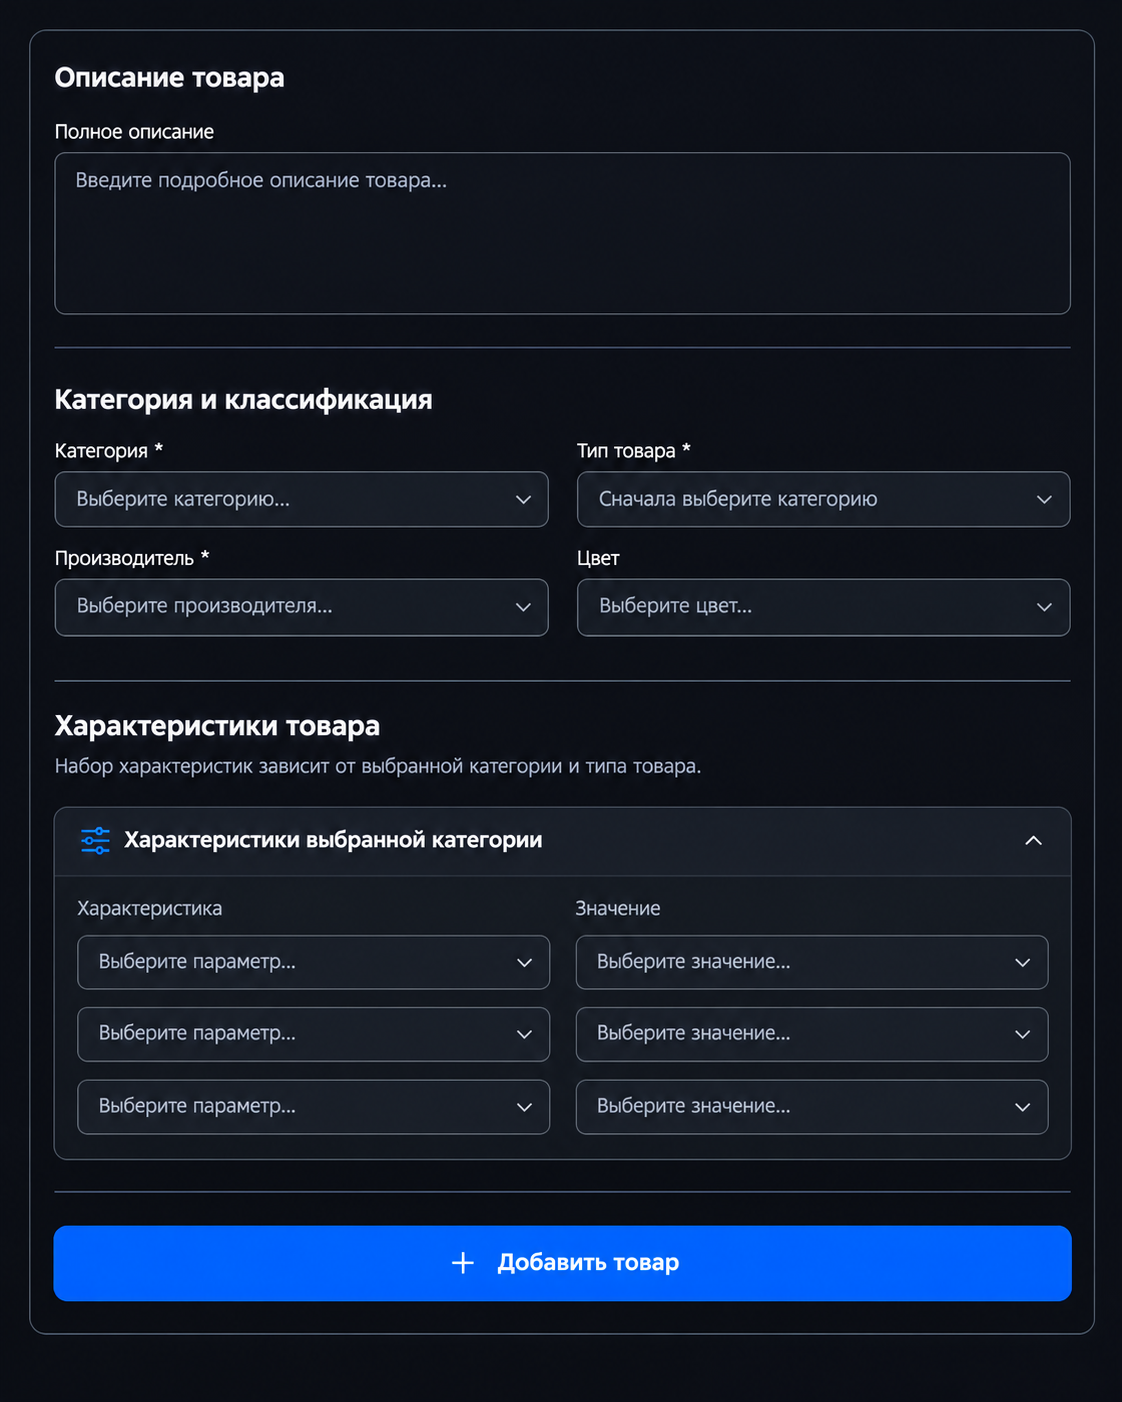 Описание товара
Полное описание
Введите подробное описание товара...
Категория и классификация
Категория *
Тип товара *
Выберите категорию...
Сначала выберите категорию
Производитель *
Цвет
Выберите производителя...
Выберите цвет...
Характеристики товара
Набор характеристик зависит от выбранной категории и типа товара.
Характеристики выбранной категории
Характеристика
Значение
Выберите параметр...
Выберите значение...
Выберите параметр...
Выберите значение...
Выберите параметр...
Выберите значение...
Добавить товар